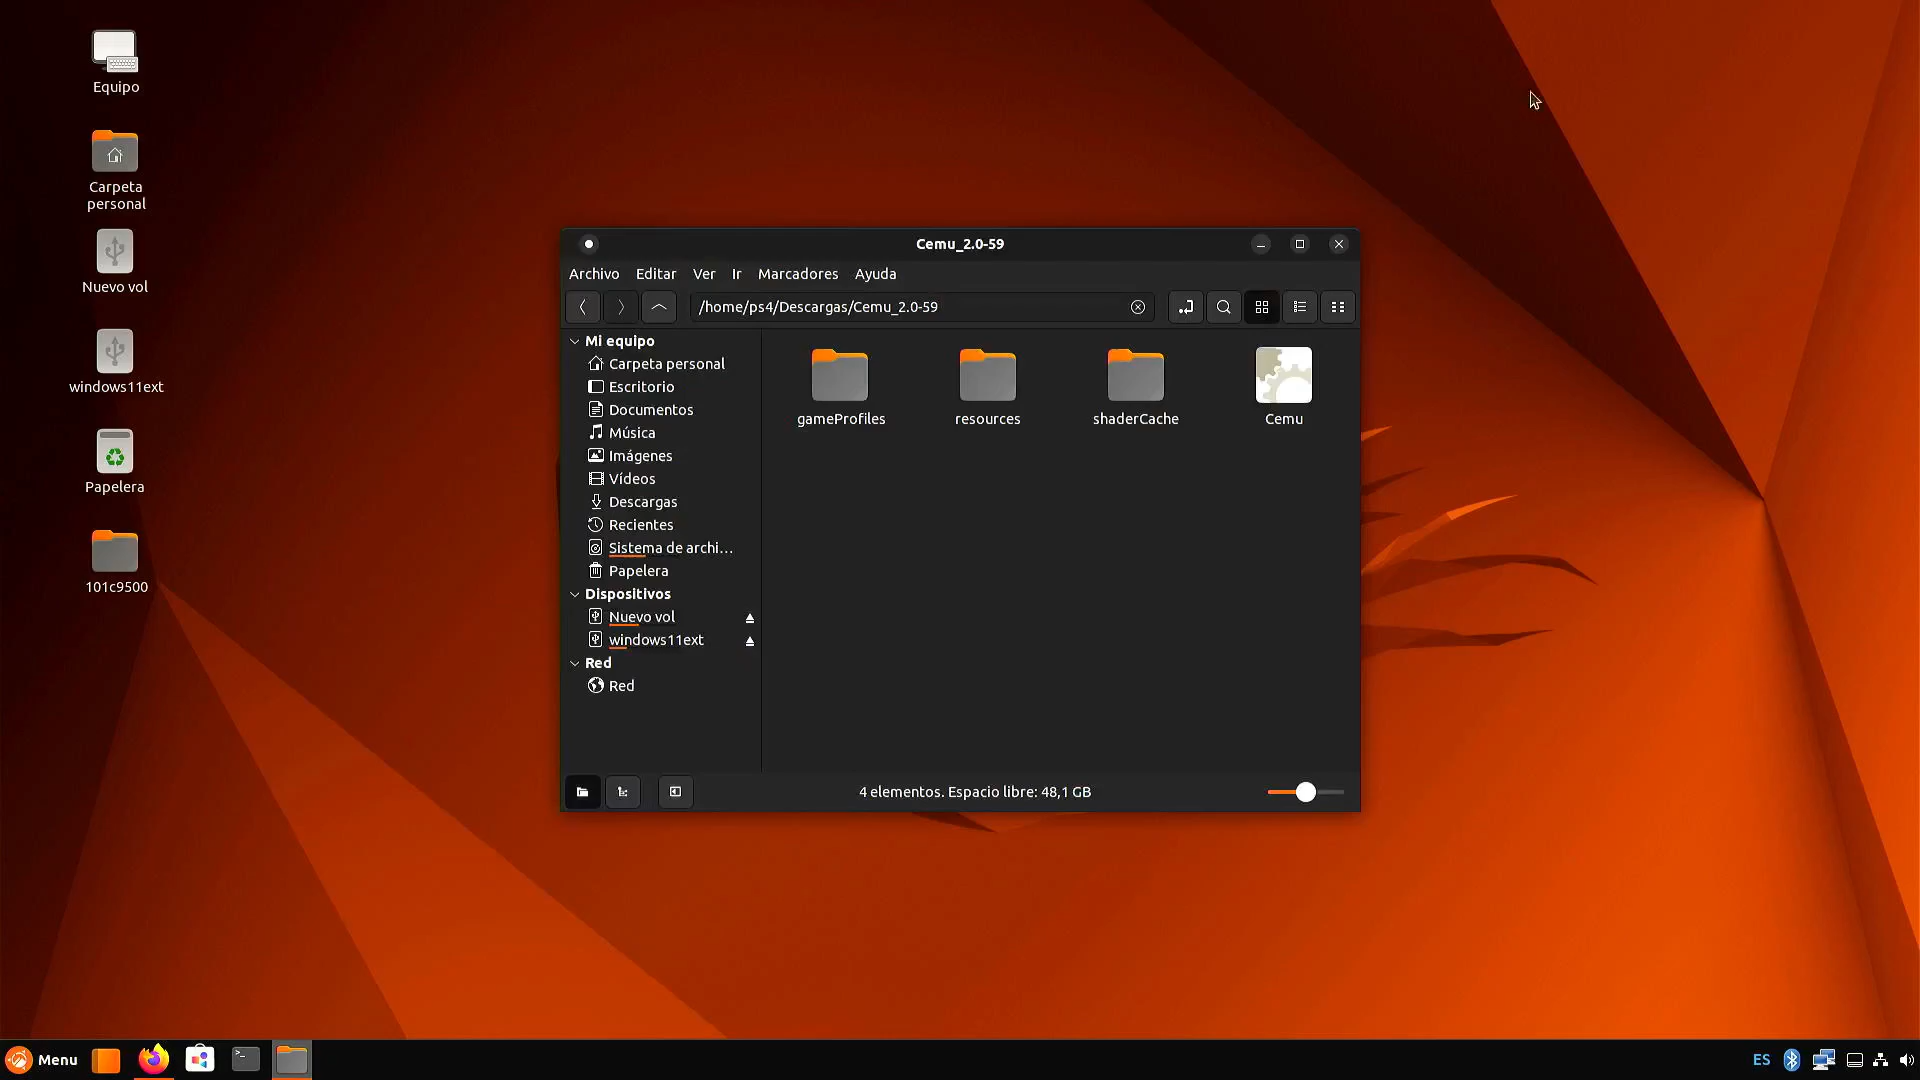 Equipo
Carpeta
personal
Nuevo vol
windows11ext
Papelera
101c9500
Cemu_2.0-59
Archivo Editar Ver Ir Marcadores Ayuda
/home/ps4/Descargas/Cemu_2.0-59
Mi equipo
Carpeta personal
Escritorio
Documentos
Música
Imágenes
Vídeos
Descargas
Recientes
Sistema de archi...
Papelera
Dispositivos
Nuevo vol
windows11ext
Red
Red
gameProfiles
resources
shaderCache
Cemu
4 elementos. Espacio libre: 48,1 GB
Menu
ES